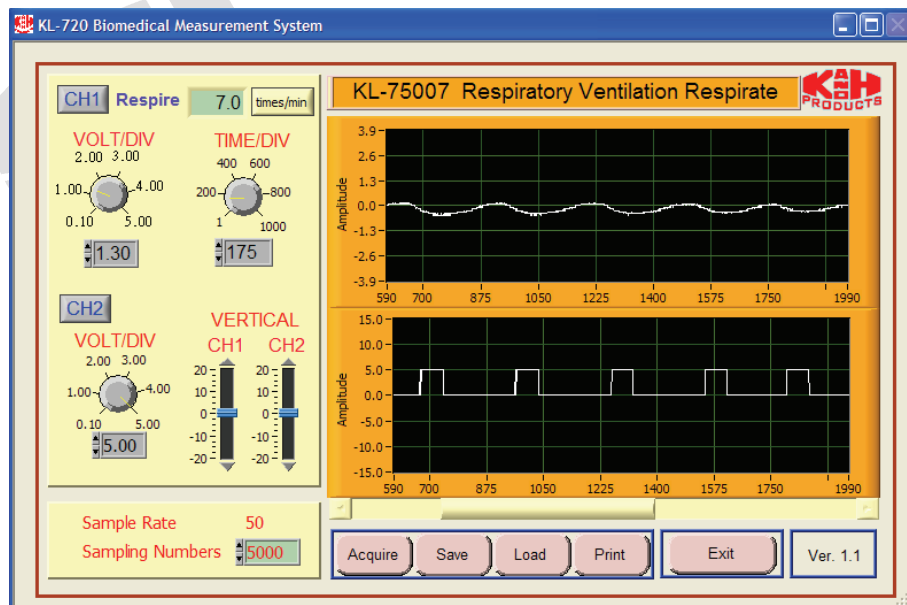 KL-720 Biomedical Measurement System
CH1 Respire 7.0 times/min
VOLT/DIV TIME/DIV
2.00 3.00 400 600
1.00 4.00 200 800
0.10 5.00 1 1000
1.30 175
CH2
VOLT/DIV
2.00 3.00
1.00 4.00
0.10 5.00
5.00
VERTICAL
CH1 CH2
20 20
10 10
0 0
-10 -10
-20 -20
Sample Rate 50
Sampling Numbers 5000
KL-75007 Respiratory Ventilation Respirate
K AND H
PRODUCTS
Amplitude
3.9
2.6
1.3
0.0
-1.3
-2.6
-3.9
590 700 875 1050 1225 1400 1575 1750 1990
Amplitude
15.0
10.0
5.0
0.0
-5.0
-10.0
-15.0
590 700 875 1050 1225 1400 1575 1750 1990
Acquire Save Load Print Exit Ver. 1.1